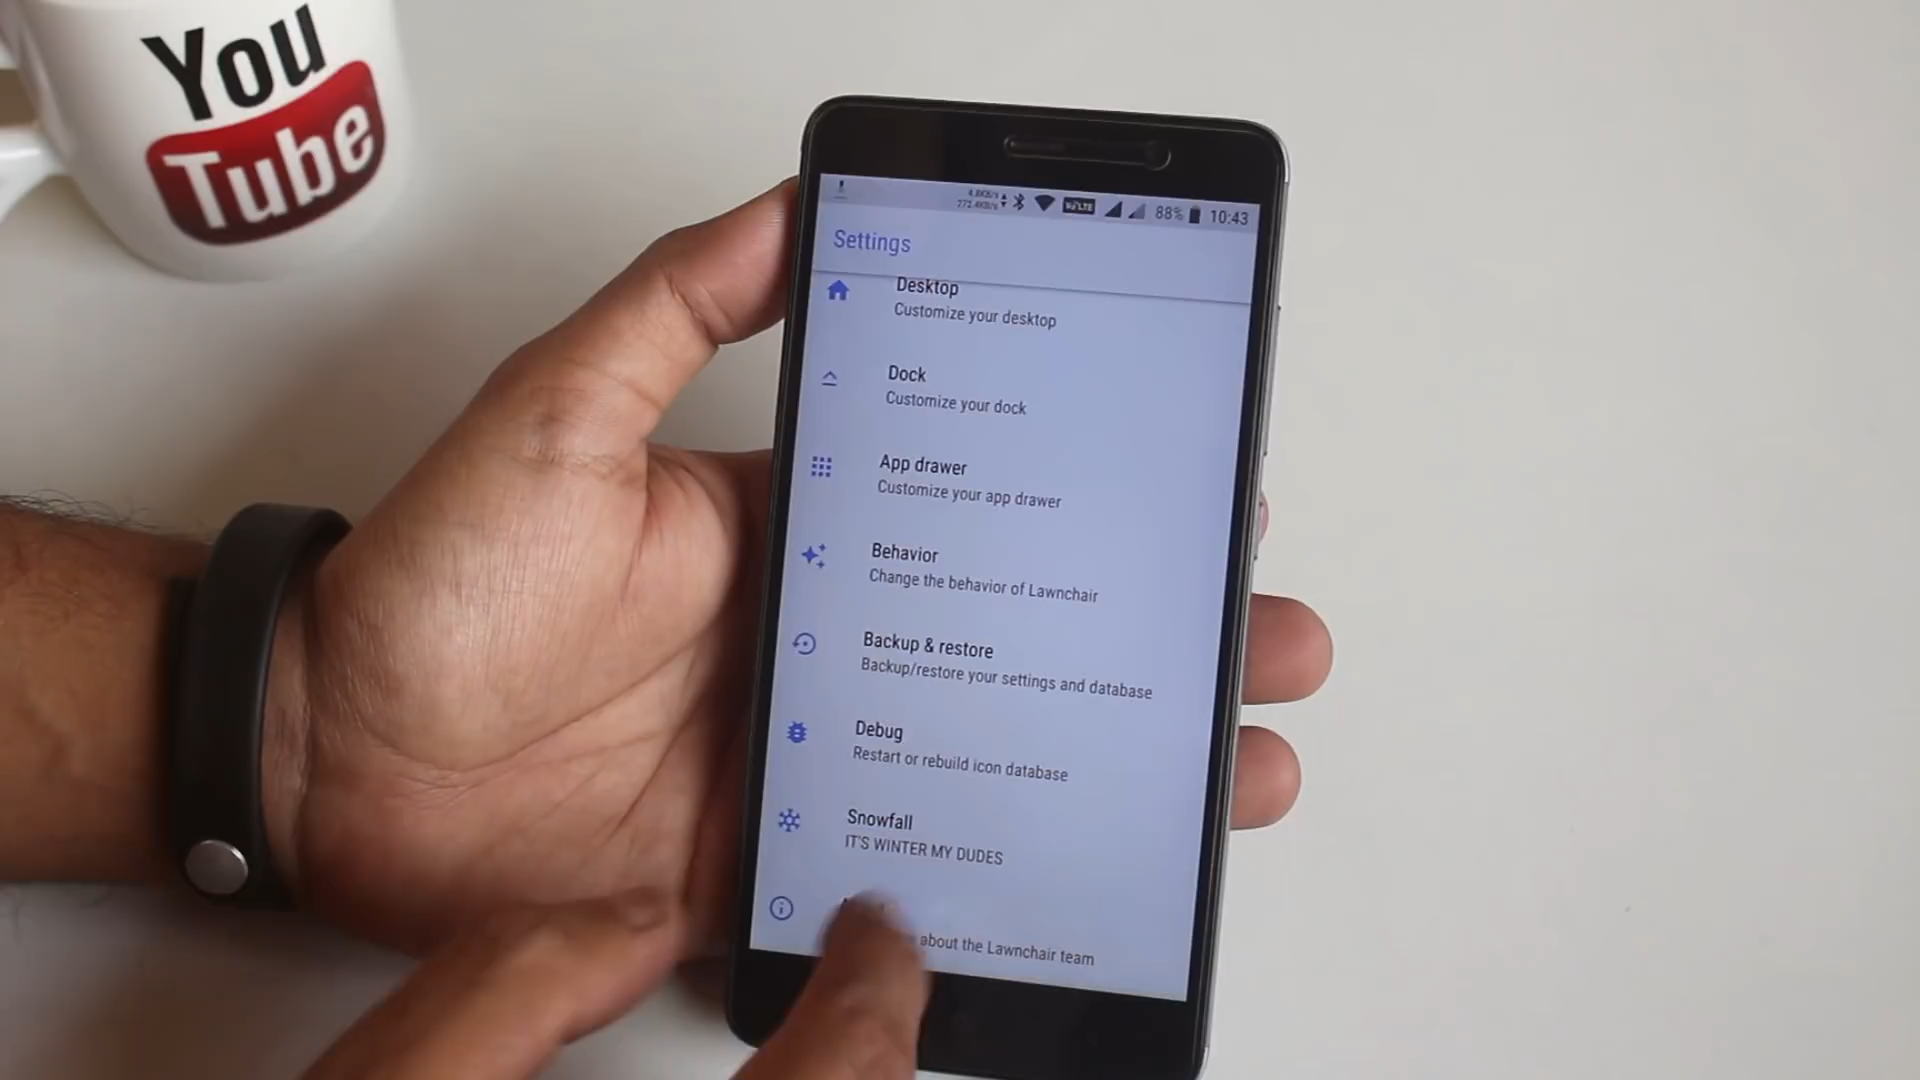 You
Tube
88% 10:43
Settings
Desktop
Customize your desktop
Dock
Customize your dock
App drawer
Customize your app drawer
Behavior
Change the behavior of Lawnchair
Backup & restore
Backup/restore your settings and database
Debug
Restart or rebuild icon database
Snowfall
IT'S WINTER MY DUDES
about the Lawnchair team